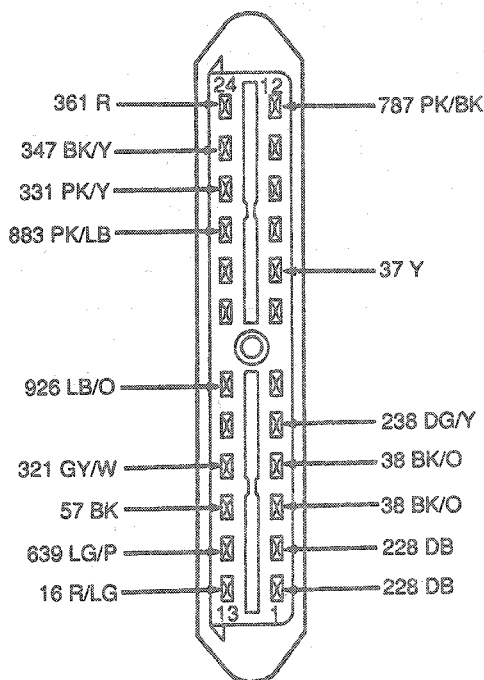 24 12
361 R
787 PK/BK
347 BK/Y
331 PK/Y
883 PK/LB
37 Y
926 LB/O
238 DG/Y
321 GY/W
38 BK/O
57 BK
38 BK/O
639 LG/P
228 DB
16 R/LG
228 DB
13 1